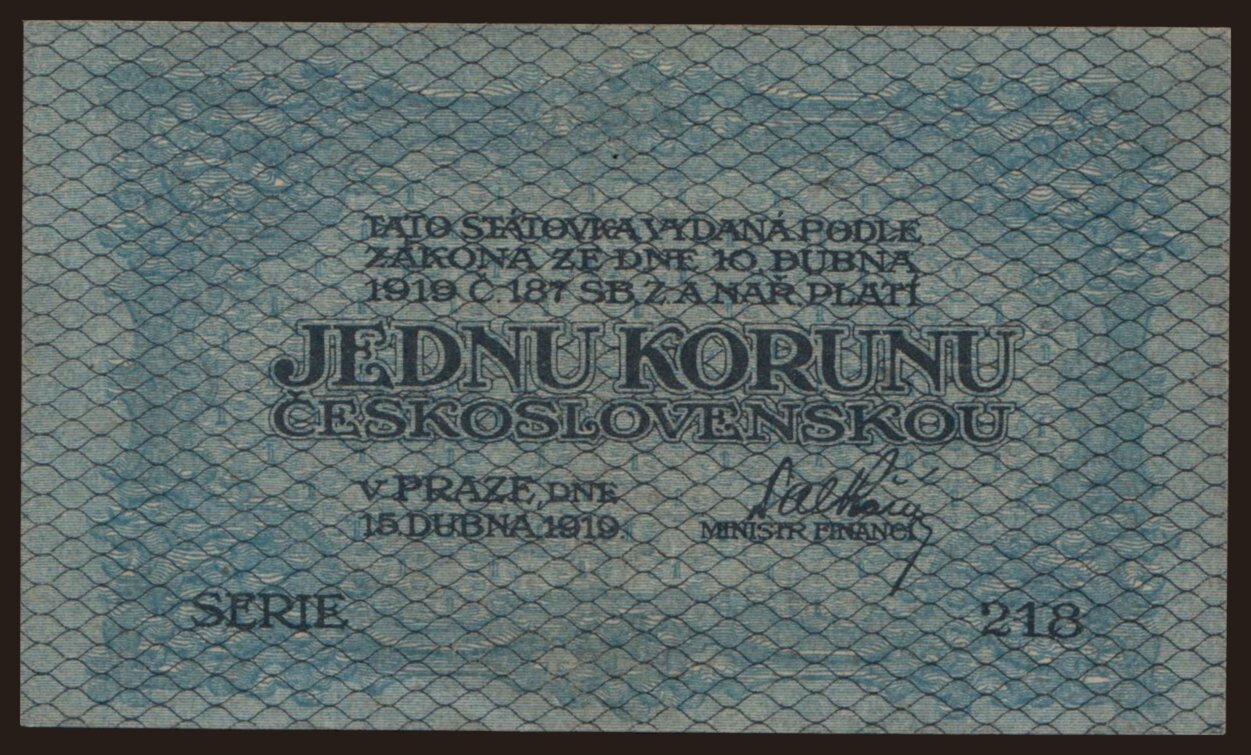 TATO STÁTOVKA VYDANÁ PODLE
ZÁKONA ZE DNE 10. DUBNA
1919 Č. 187 SB. Z. A NAŘ. PLATÍ
JEDNU KORUNU
ČESKOSLOVENSKOU
V PRAZE, DNE
15. DUBNA 1919.
MINISTR FINANCÍ
SERIE 218